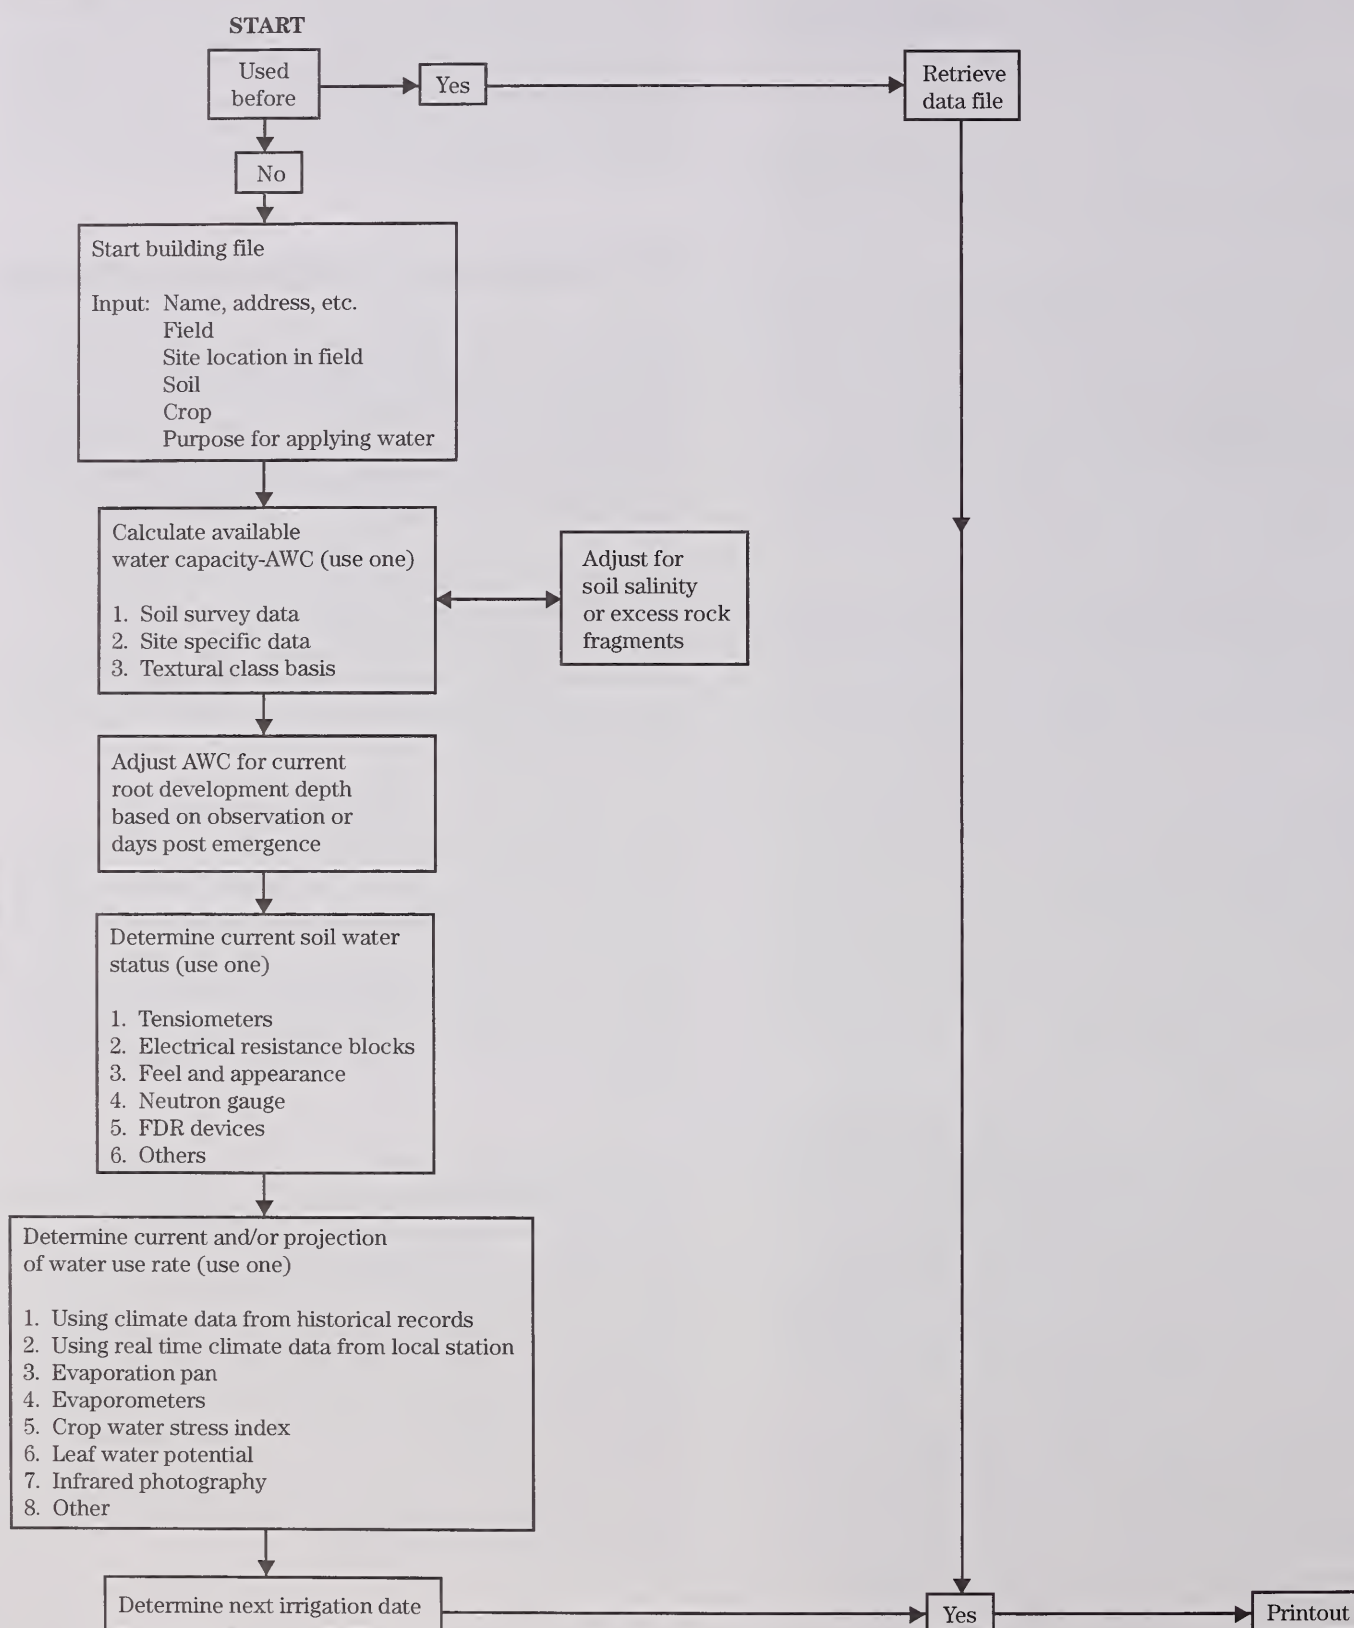 START
Used
before
Yes
Retrieve
data file
No
Start building file
Input: Name, address, etc.
Field
Site location in field
Soil
Crop
Purpose for applying water
Calculate available
water capacity-AWC (use one)
1. Soil survey data
2. Site specific data
3. Textural class basis
Adjust for
soil salinity
or excess rock
fragments
Adjust AWC for current
root development depth
based on observation or
days post emergence
Determine current soil water
status (use one)
1. Tensiometers
2. Electrical resistance blocks
3. Feel and appearance
4. Neutron gauge
5. FDR devices
6. Others
Determine current and/or projection
of water use rate (use one)
1. Using climate data from historical records
2. Using real time climate data from local station
3. Evaporation pan
4. Evaporometers
5. Crop water stress index
6. Leaf water potential
7. Infrared photography
8. Other
Determine next irrigation date
Yes
Printout